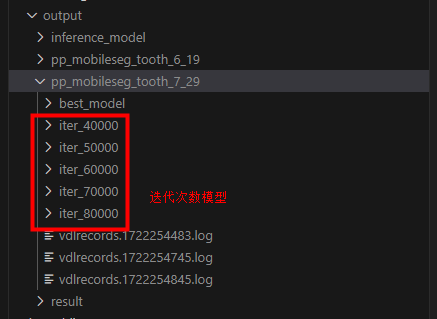 output
inference_model
pp_mobileseg_tooth_6_19
pp_mobileseg_tooth_7_29
best_model
iter_40000
iter_50000
iter_60000
iter_70000
iter_80000
迭代次数模型
vdlrecords.1722254483.log
vdlrecords.1722254745.log
vdlrecords.1722254845.log
result